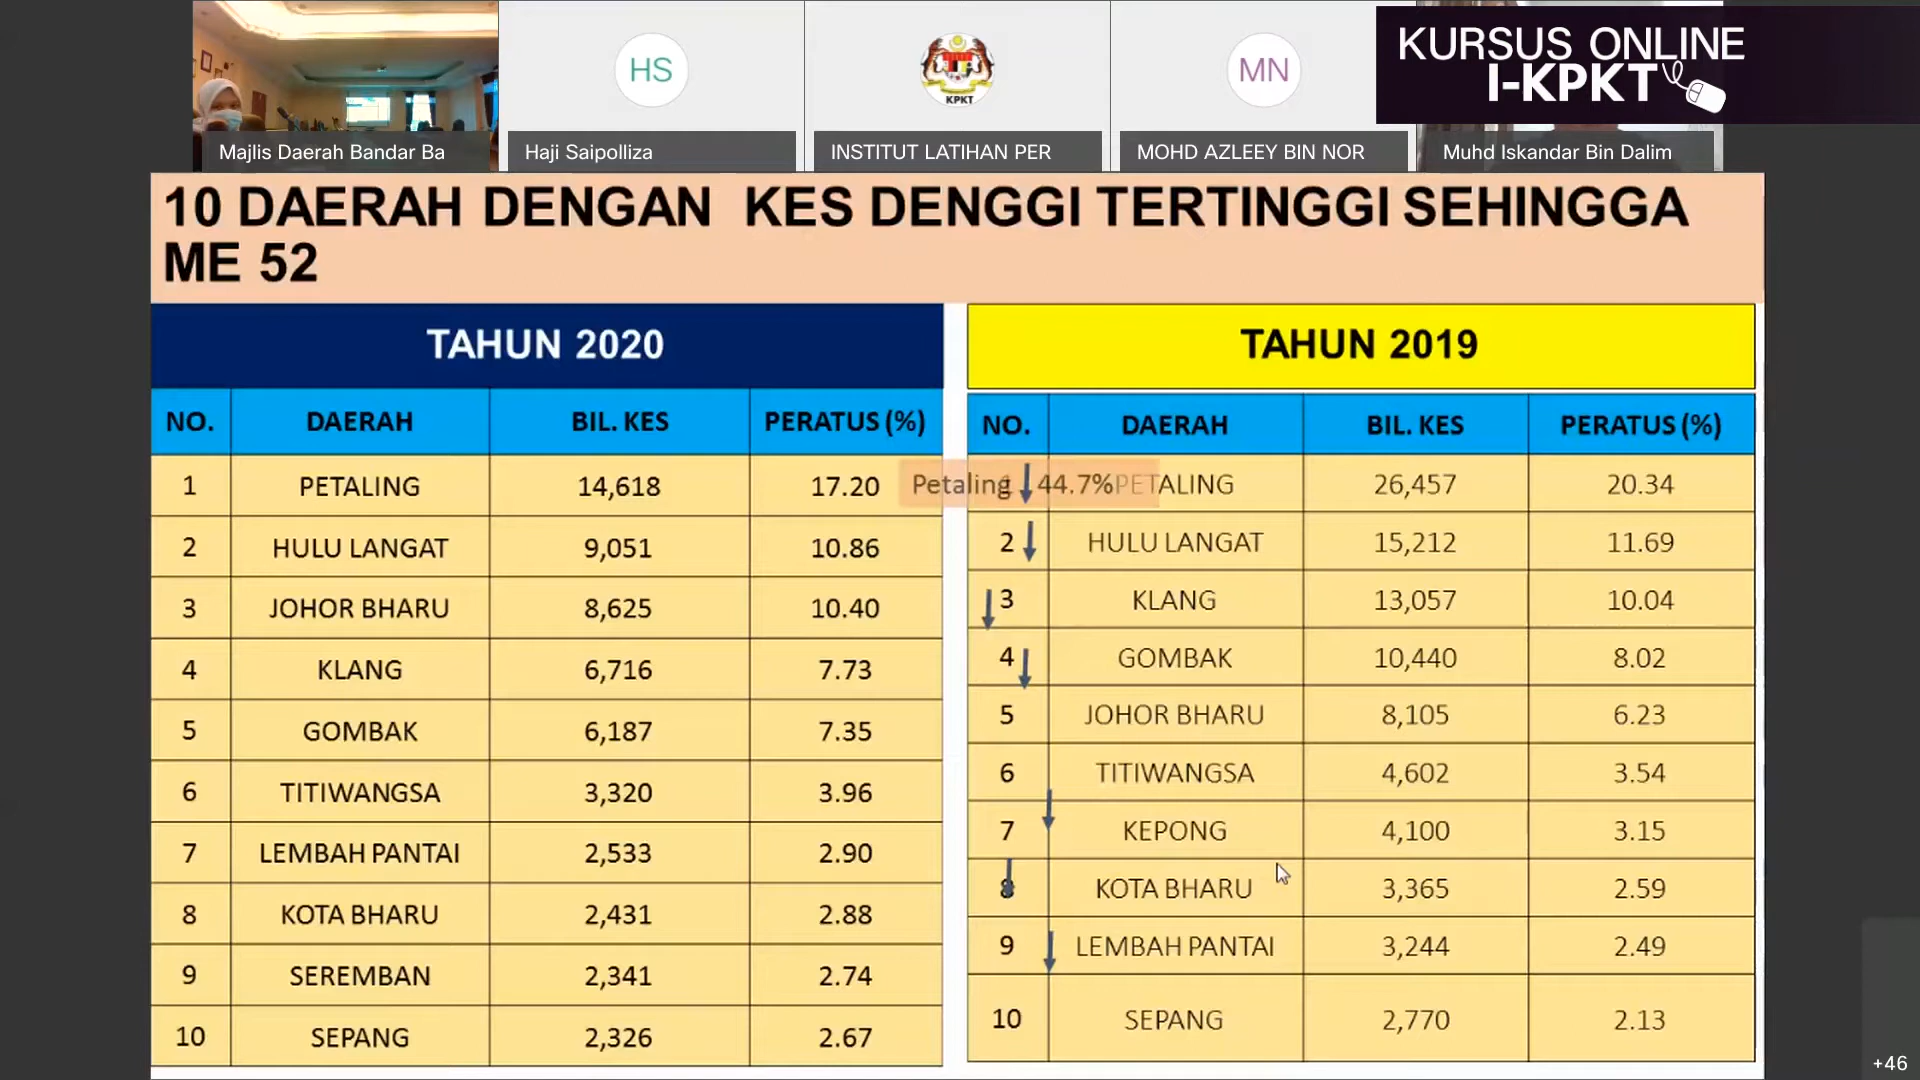 KURSUS ONLINE
I-KPKT
HS
KPKT
MN
Majlis Daerah Bandar Ba
Haji Saipolliza
INSTITUT LATIHAN PER
MOHD AZLEEY BIN NOR
Muhd Iskandar Bin Dalim
10 DAERAH DENGAN KES DENGGI TERTINGGI SEHINGGA
ME 52
TAHUN 2020
NO. DAERAH BIL. KES PERATUS (%)
1 PETALING 14,618 17.20
2 HULU LANGAT 9,051 10.86
3 JOHOR BHARU 8,625 10.40
4 KLANG 6,716 7.73
5 GOMBAK 6,187 7.35
6 TITIWANGSA 3,320 3.96
7 LEMBAH PANTAI 2,533 2.90
8 KOTA BHARU 2,431 2.88
9 SEREMBAN 2,341 2.74
10 SEPANG 2,326 2.67
Petaling 44.7%
TAHUN 2019
NO. DAERAH BIL. KES PERATUS (%)
1 PETALING 26,457 20.34
2 HULU LANGAT 15,212 11.69
3 KLANG 13,057 10.04
4 GOMBAK 10,440 8.02
5 JOHOR BHARU 8,105 6.23
6 TITIWANGSA 4,602 3.54
7 KEPONG 4,100 3.15
8 KOTA BHARU 3,365 2.59
9 LEMBAH PANTAI 3,244 2.49
10 SEPANG 2,770 2.13
+46